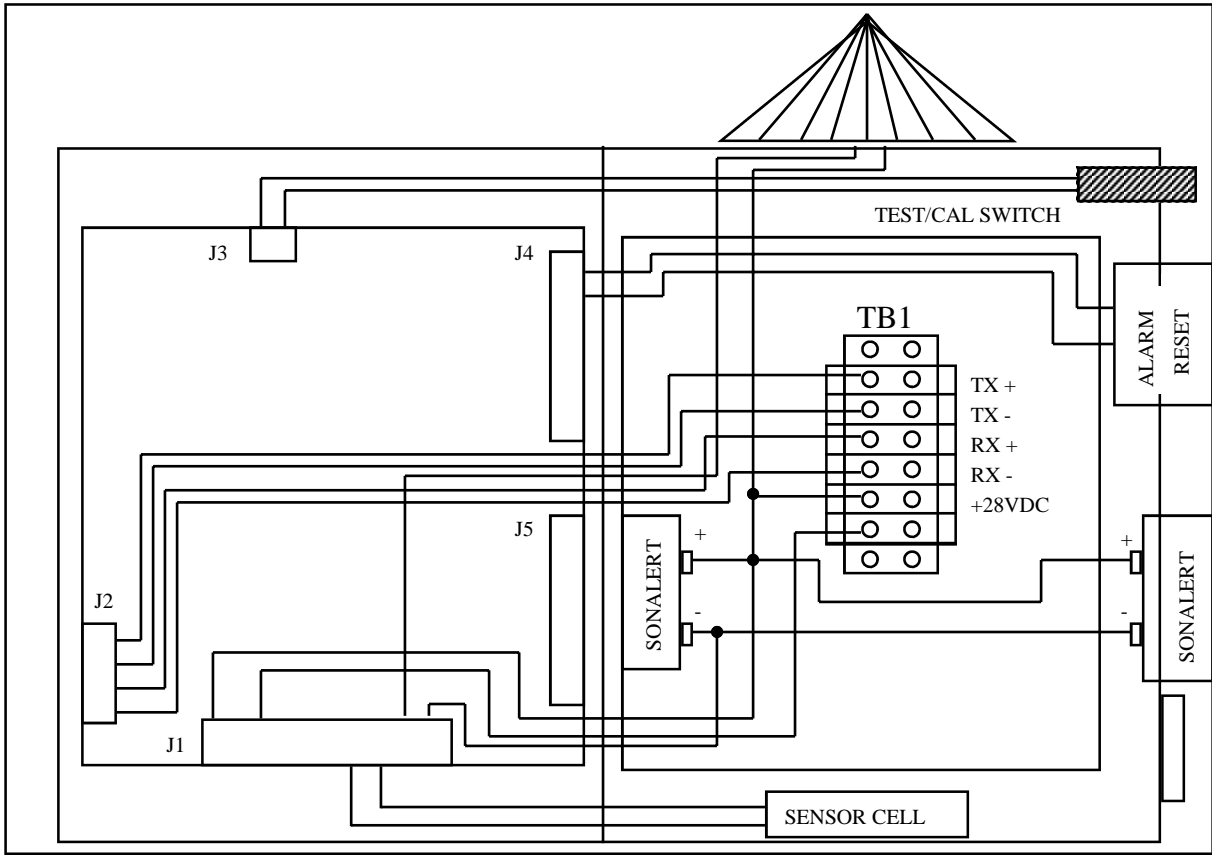 TEST/CAL SWITCH
J3
J4
TB1
ALARM
RESET
TX +
TX -
RX +
RX -
+28VDC
J5
+
-
SONALERT
+
-
SONALERT
J2
J1
SENSOR CELL